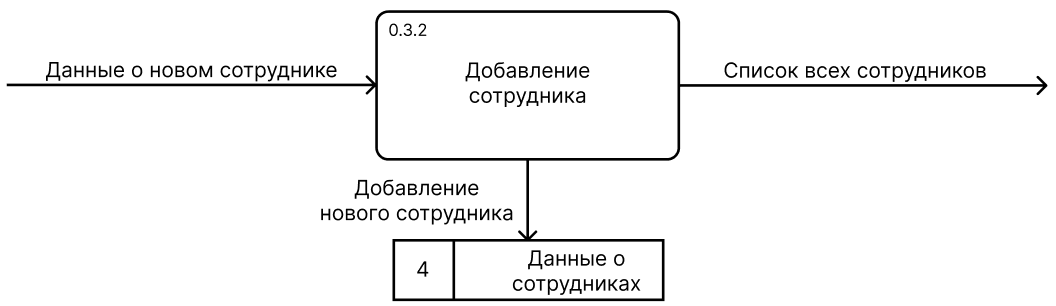 0.3.2
Данные о новом сотруднике
Добавление
сотрудника
Список всех сотрудников
Добавление
нового сотрудника
4
Данные о
сотрудниках